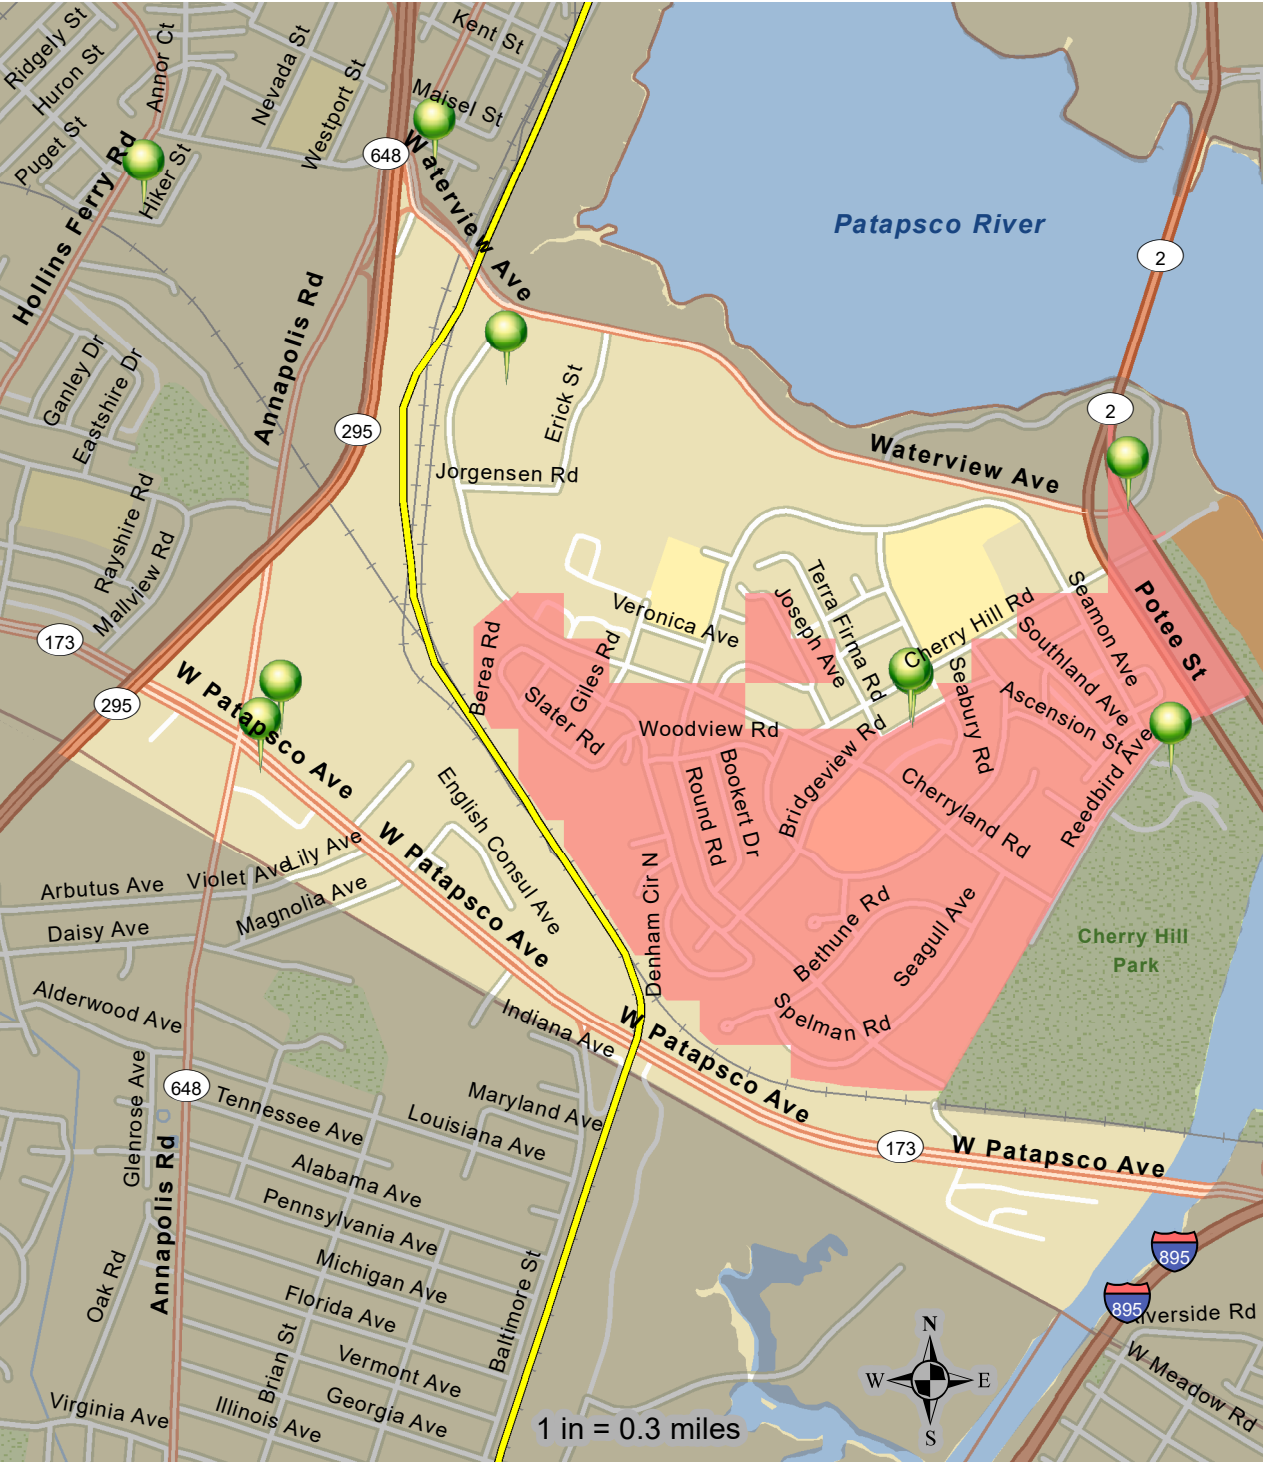 Ridgely St
Huron St
Puget St
Annor Ct
Nevada St
Westport St
Kent St
Maisel St
648
Waterview Ave
Hiker St
Hollins Ferry Rd
Patapsco River
2
Annapolis Rd
Ganley Dr
Eastshire Dr
295
Erick St
2
Jorgensen Rd
Waterview Ave
Rayshire Rd
Mallview Rd
173
Veronica Ave
Joseph Ave
Terra Firma Rd
Cherry Hill Rd
Seamon Ave
Potee St
Southland Ave
Berea Rd
Giles Rd
Slater Rd
Woodview Rd
Seabury Rd
Ascension St
295
W Patapsco Ave
Bridgeview Rd
Bookert Dr
Round Rd
Cherryland Rd
Reedbird Ave
English Consul Ave
W Patapsco Ave
Lily Ave
Violet Ave
Arbutus Ave
Magnolia Ave
Daisy Ave
Denham Cir N
Bethune Rd
Seagull Ave
Cherry Hill
Park
Alderwood Ave
Indiana Ave
W Patapsco Ave
Spelman Rd
Glenrose Ave
648
Tennessee Ave
Maryland Ave
Louisiana Ave
173
W Patapsco Ave
Annapolis Rd
Alabama Ave
Pennsylvania Ave
Michigan Ave
Oak Rd
Florida Ave
Baltimore St
895
895
iverside Rd
W Meadow Rd
Brian St
Vermont Ave
Georgia Ave
Virginia Ave
Illinois Ave
N
W
E
S
1 in = 0.3 miles